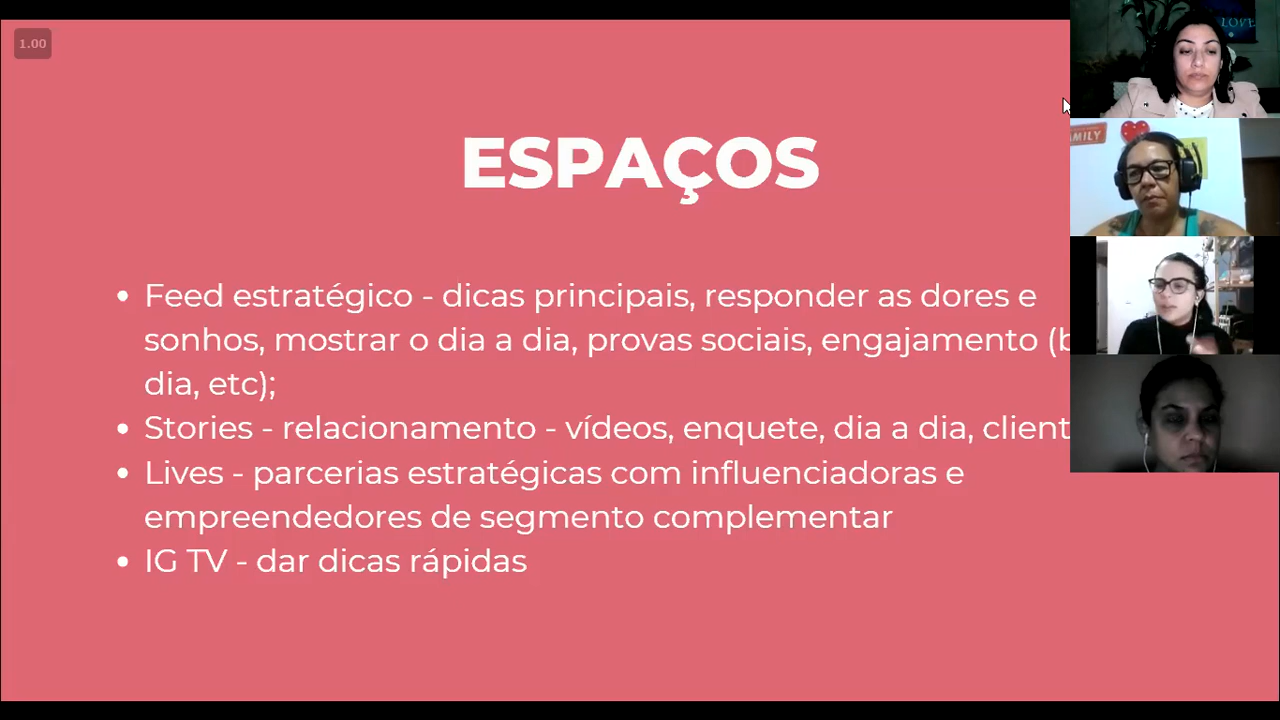 1.00
ESPAÇOS
• Feed estratégico - dicas principais, responder as dores e
sonhos, mostrar o dia a dia, provas sociais, engajamento (
dia, etc);
• Stories - relacionamento - vídeos, enquete, dia a dia,
• Lives - parcerias estratégicas com influenciadoras e
empreendedores de segmento complementar
• IG TV - dar dicas rápidas
LOVE
FAMILY